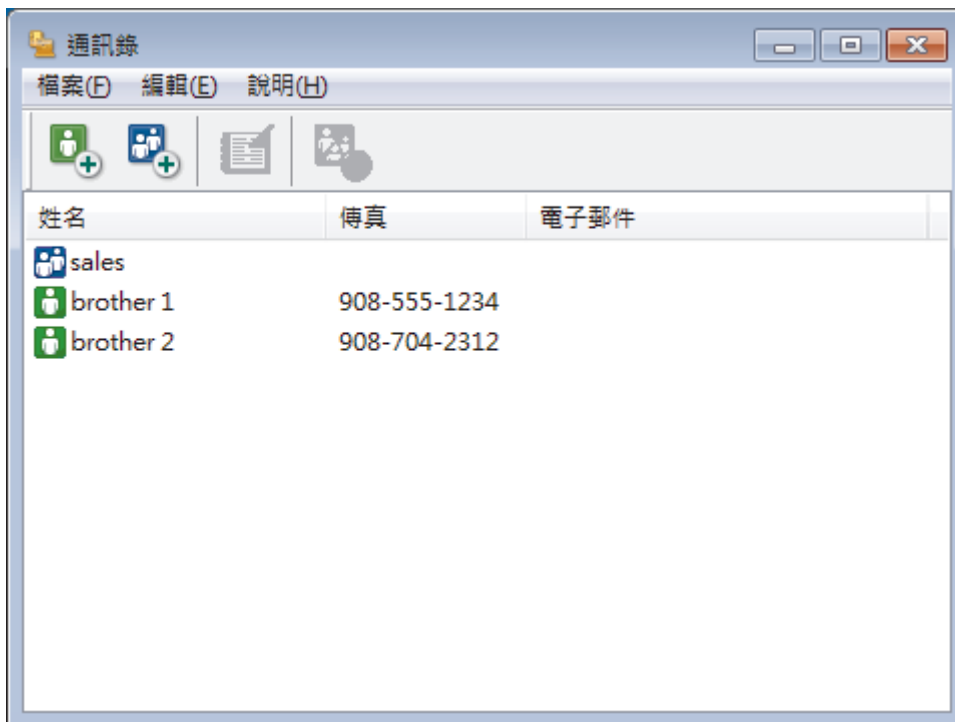 通訊錄
檔案(F) 編輯(E) 說明(H)
姓名 傳真 電子郵件
sales
brother 1 908-555-1234
brother 2 908-704-2312